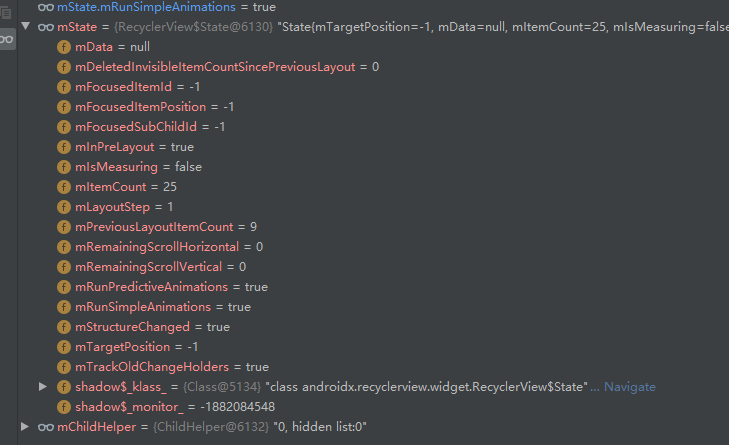 mState.mRunSimpleAnimations = true
mState = {RecyclerView$State@6130} "State{mTargetPosition=-1, mData=null, mItemCount=25, mIsMeasuring=false
mData = null
mDeletedInvisibleItemCountSincePreviousLayout = 0
mFocusedItemId = -1
mFocusedItemPosition = -1
mFocusedSubChildId = -1
mInPreLayout = true
mIsMeasuring = false
mItemCount = 25
mLayoutStep = 1
mPreviousLayoutItemCount = 9
mRemainingScrollHorizontal = 0
mRemainingScrollVertical = 0
mRunPredictiveAnimations = true
mRunSimpleAnimations = true
mStructureChanged = true
mTargetPosition = -1
mTrackOldChangeHolders = true
shadow$_klass_ = {Class@5134} "class androidx.recyclerview.widget.RecyclerView$State"... Navigate
shadow$_monitor_ = -1882084548
mChildHelper = {ChildHelper@6132} "0, hidden list:0"